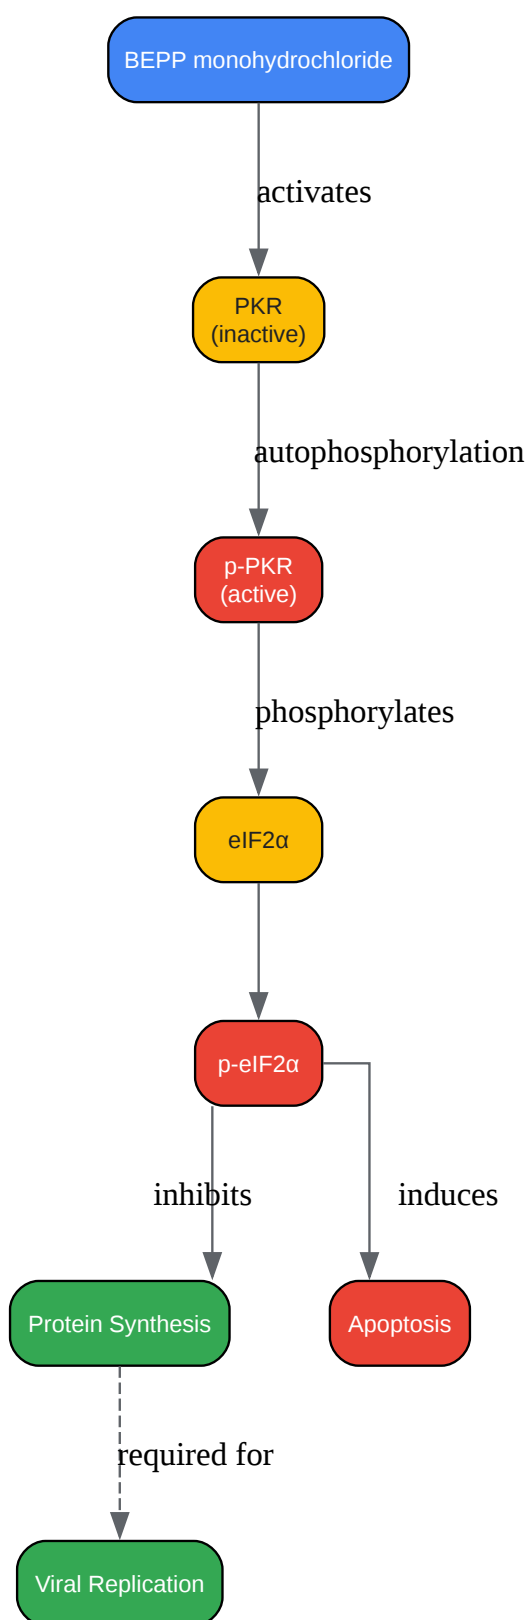 BEPP monohydrochloride
activates
PKR
(inactive)
autophosphorylation
p-PKR
(active)
phosphorylates
eIF2α
p-eIF2α
inhibits
induces
Protein Synthesis
Apoptosis
required for
Viral Replication